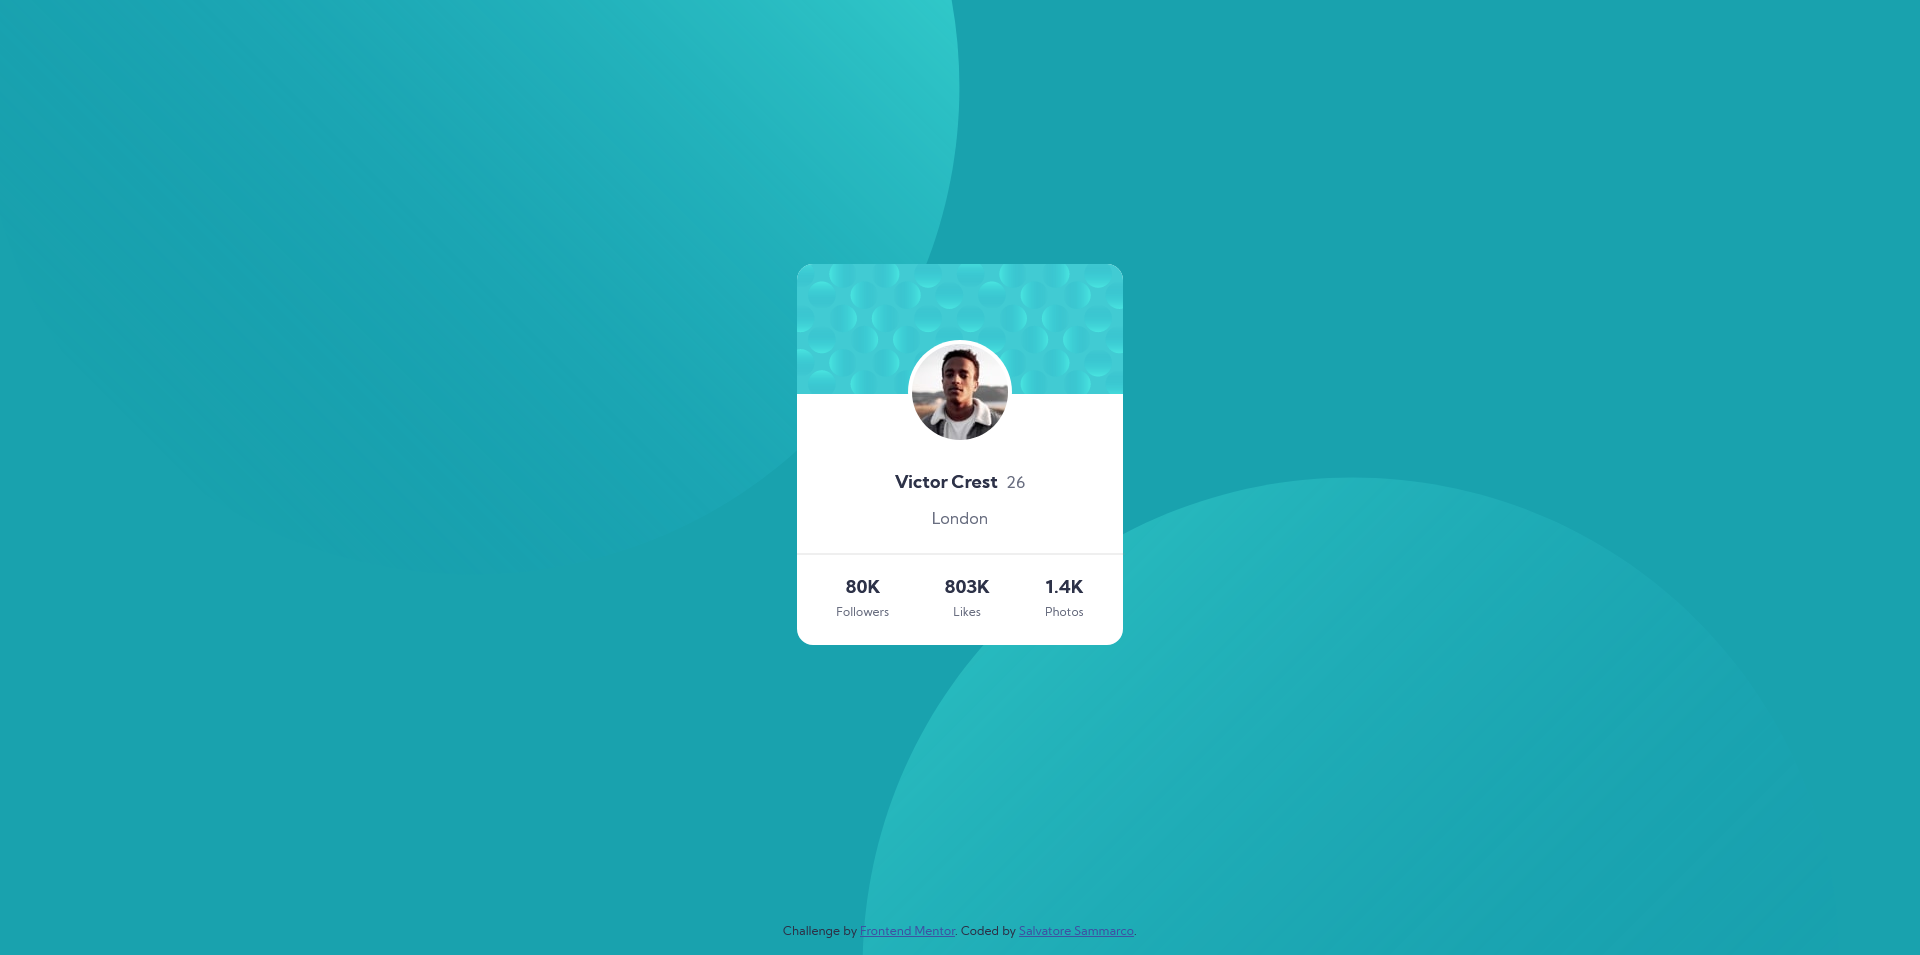 Victor Crest 26
London
80K 803K 1.4K
Followers Likes Photos
Challenge by Frontend Mentor. Coded by Salvatore Sammarco.